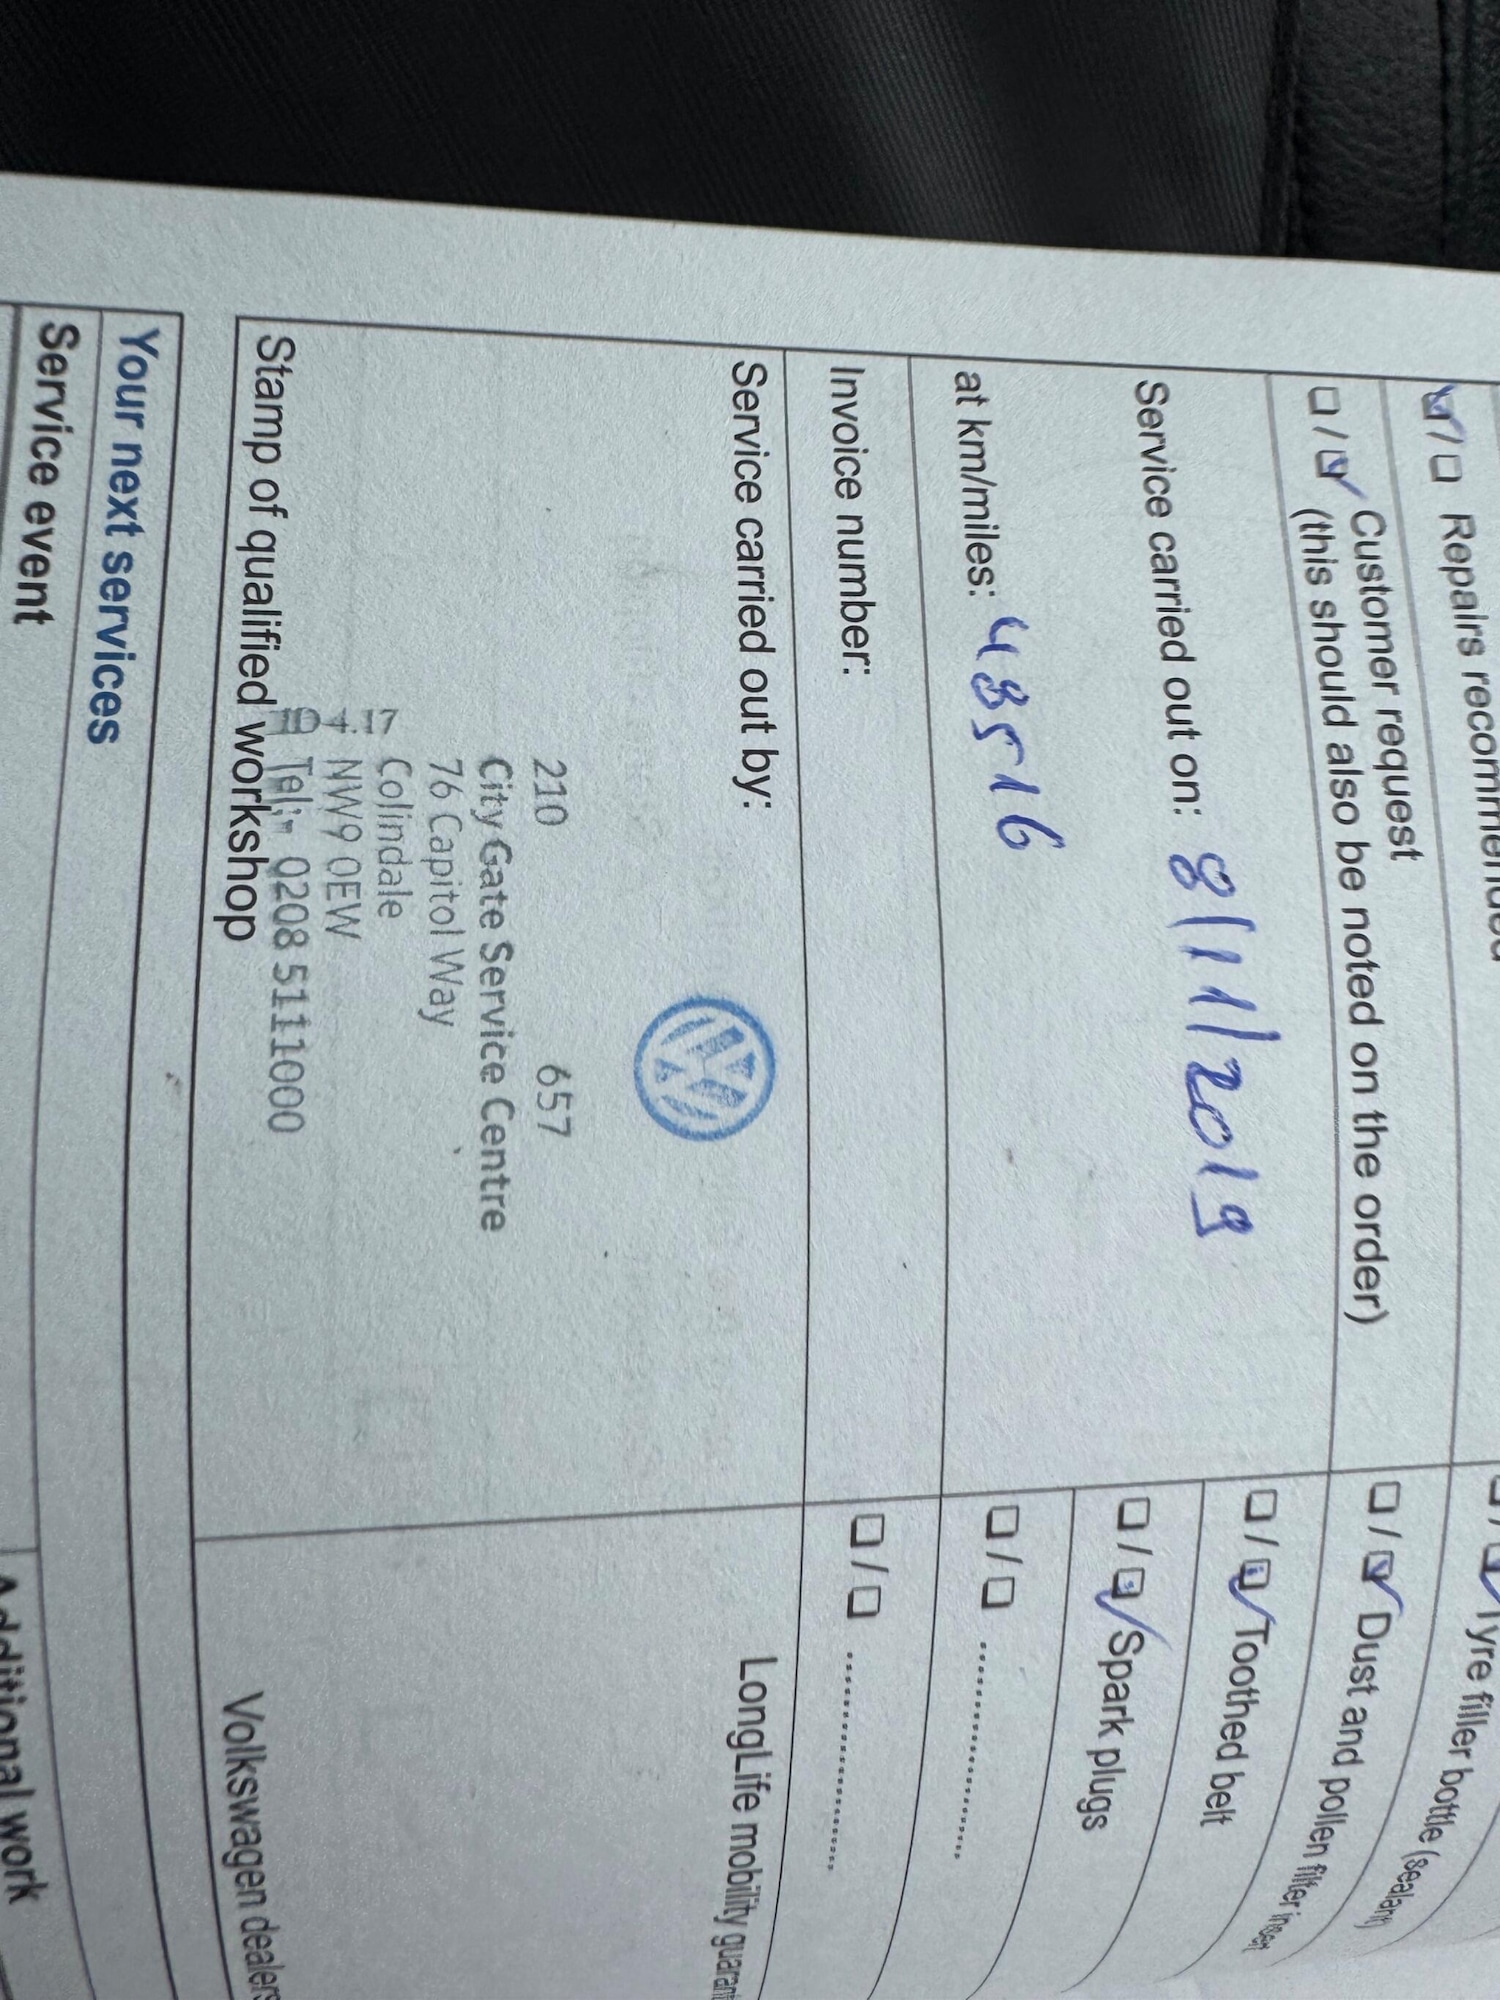 ☑/☐ Repairs recommended
☐/☑ Customer request
(this should also be noted on the order)
Service carried out on: 8/11/2019
at km/miles: 48516
Invoice number:
Service carried out by:
210 657
City Gate Service Centre
76 Capitol Way
Colindale
NW9 0EW
Tel:- 0208 5111000
Stamp of qualified workshop
Tyre filler bottle (sealant)
☐/☑ Dust and pollen filter insert
☐/☑ Toothed belt
☐/☑ Spark plugs
☐/☐ ....................
☐/☐ ....................
LongLife mobility
Volkswagen dealers
Your next services
Service event
Additional work